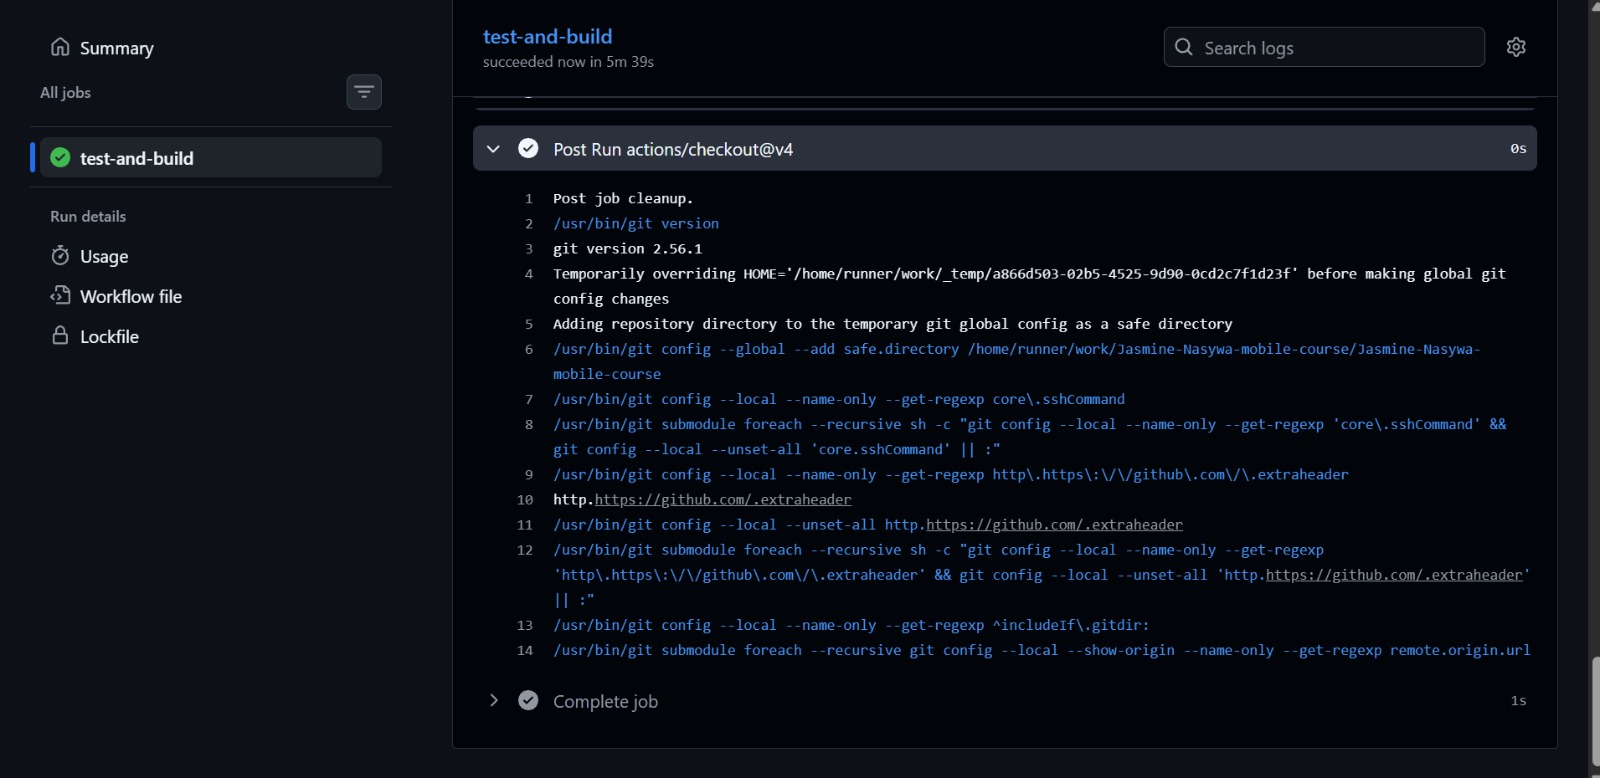 Summary
All jobs
test-and-build
Run details
Usage
Workflow file
Lockfile
test-and-build
succeeded now in 5m 39s
Search logs
Post Run actions/checkout@v4 0s
1 Post job cleanup.
2 /usr/bin/git version
3 git version 2.56.1
4 Temporarily overriding HOME='/home/runner/work/_temp/a866d503-02b5-4525-9d90-0cd2c7f1d23f' before making global git
config changes
5 Adding repository directory to the temporary git global config as a safe directory
6 /usr/bin/git config --global --add safe.directory /home/runner/work/Jasmine-Nasywa-mobile-course/Jasmine-Nasywa-
mobile-course
7 /usr/bin/git config --local --name-only --get-regexp core\.sshCommand
8 /usr/bin/git submodule foreach --recursive sh -c "git config --local --name-only --get-regexp 'core\.sshCommand' &&
git config --local --unset-all 'core.sshCommand' || :"
9 /usr/bin/git config --local --name-only --get-regexp http\.https\:\/\/github\.com\/\.extraheader
10 http.https://github.com/.extraheader
11 /usr/bin/git config --local --unset-all http.https://github.com/.extraheader
12 /usr/bin/git submodule foreach --recursive sh -c "git config --local --name-only --get-regexp
'http\.https\:\/\/github\.com\/\.extraheader' && git config --local --unset-all 'http.https://github.com/.extraheader'
|| :"
13 /usr/bin/git config --local --name-only --get-regexp ^includeIf\.gitdir:
14 /usr/bin/git submodule foreach --recursive git config --local --show-origin --name-only --get-regexp remote.origin.url
Complete job 1s